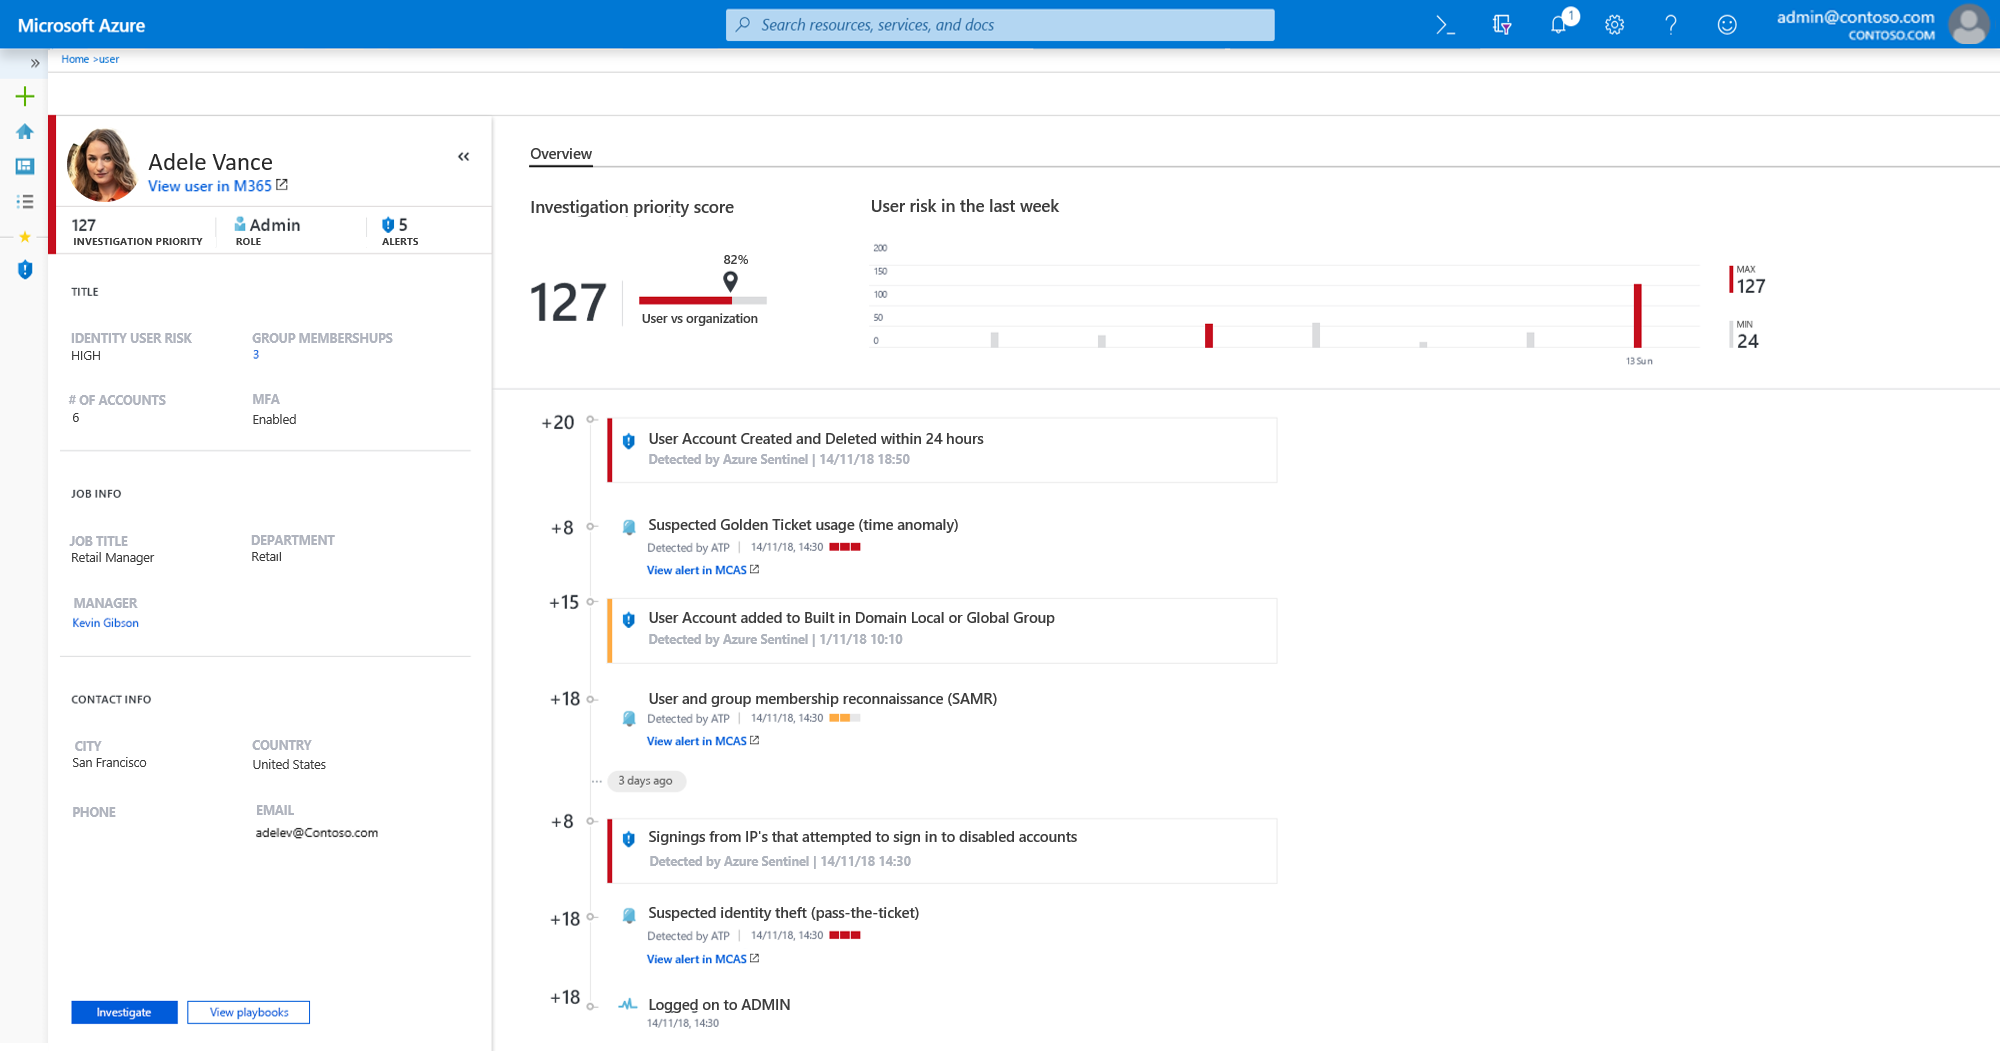 Microsoft Azure
Search resources, services, and docs
1
admin@contoso.com
CONTOSO.COM
Home >user
Adele Vance
View user in M365
127
INVESTIGATION PRIORITY
Admin
ROLE
5
ALERTS
TITLE
IDENTITY USER RISK
HIGH
GROUP MEMBERSHIPS
3
# OF ACCOUNTS
6
MFA
Enabled
JOB INFO
JOB TITLE
Retail Manager
DEPARTMENT
Retail
MANAGER
Kevin Gibson
CONTACT INFO
CITY
San Francisco
COUNTRY
United States
PHONE
EMAIL
adelev@Contoso.com
Investigate
View playbooks
Overview
Investigation priority score
127
82%
User vs organization
User risk in the last week
200
150
100
50
0
13 Sun
MAX
127
MIN
24
+20
User Account Created and Deleted within 24 hours
Detected by Azure Sentinel | 14/11/18 18:50
+8
Suspected Golden Ticket usage (time anomaly)
Detected by ATP | 14/11/18, 14:30
View alert in MCAS
+15
User Account added to Built in Domain Local or Global Group
Detected by Azure Sentinel | 1/11/18 10:10
+18
User and group membership reconnaissance (SAMR)
Detected by ATP | 14/11/18, 14:30
View alert in MCAS
3 days ago
+8
Signings from IP's that attempted to sign in to disabled accounts
Detected by Azure Sentinel | 14/11/18 14:30
+18
Suspected identity theft (pass-the-ticket)
Detected by ATP | 14/11/18, 14:30
View alert in MCAS
+18
Logged on to ADMIN
14/11/18, 14:30